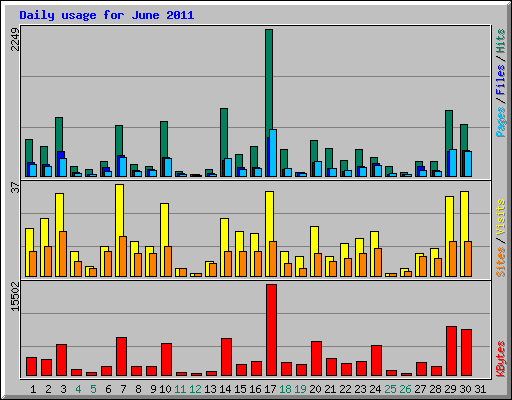 Daily usage for June 2011
2249
Pages / Files / Hits
37
Sites / Visits
15502
KBytes
1 2 3 4 5 6 7 8 9 10 11 12 13 14 15 16 17 18 19 20 21 22 23 24 25 26 27 28 29 30 31